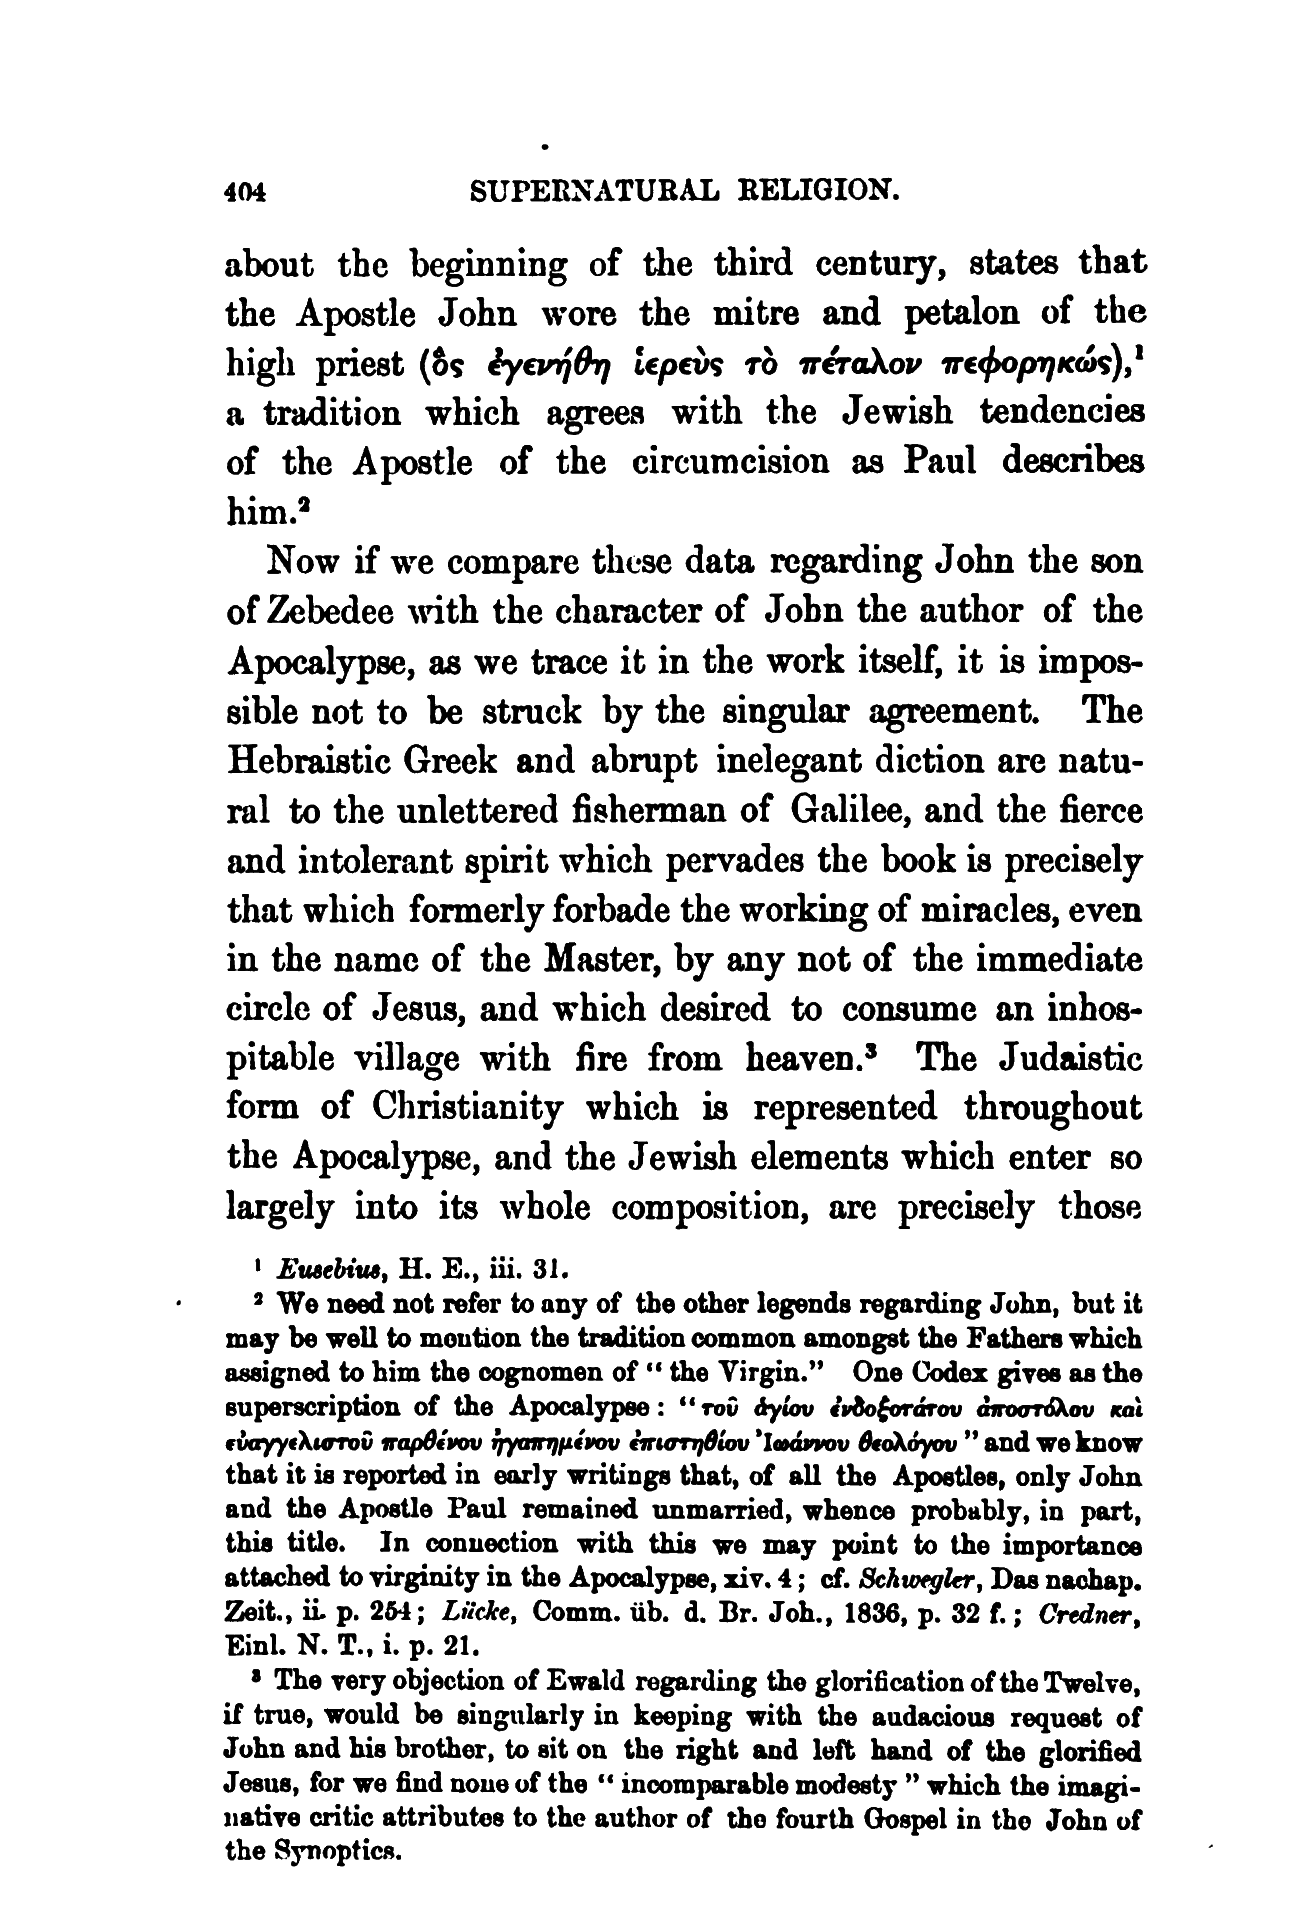 404 SUPERNATURAL RELIGION.
about the beginning of the third century, states that
the Apostle John wore the mitre and petalon of the
high priest (ὃς ἐγενήθη ἱερεὺς τὸ πέταλον πεφορηκώς),¹
a tradition which agrees with the Jewish tendencies
of the Apostle of the circumcision as Paul describes
him.²
Now if we compare these data regarding John the son
of Zebedee with the character of John the author of the
Apocalypse, as we trace it in the work itself, it is impos-
sible not to be struck by the singular agreement. The
Hebraistic Greek and abrupt inelegant diction are natu-
ral to the unlettered fisherman of Galilee, and the fierce
and intolerant spirit which pervades the book is precisely
that which formerly forbade the working of miracles, even
in the name of the Master, by any not of the immediate
circle of Jesus, and which desired to consume an inhos-
pitable village with fire from heaven.³ The Judaistic
form of Christianity which is represented throughout
the Apocalypse, and the Jewish elements which enter so
largely into its whole composition, are precisely those
¹ Eusebius, H. E., iii. 31.
² We need not refer to any of the other legends regarding John, but it
may be well to mention the tradition common amongst the Fathers which
assigned to him the cognomen of “ the Virgin.” One Codex gives as the
superscription of the Apocalypse : “ τοῦ ἁγίου ἐνδοξοτάτου ἀποστόλου καὶ
εὐαγγελιστοῦ παρθένου ἠγαπημένου ἐπιστηθίου Ἰωάννου θεολόγου ” and we know
that it is reported in early writings that, of all the Apostles, only John
and the Apostle Paul remained unmarried, whence probably, in part,
this title. In connection with this we may point to the importance
attached to virginity in the Apocalypse, xiv. 4 ; cf. Schwegler, Das nachap.
Zeit., ii. p. 254 ; Lücke, Comm. üb. d. Br. Joh., 1836, p. 32 f. ; Credner,
Einl. N. T., i. p. 21.
³ The very objection of Ewald regarding the glorification of the Twelve,
if true, would be singularly in keeping with the audacious request of
John and his brother, to sit on the right and left hand of the glorified
Jesus, for we find none of the “ incomparable modesty ” which the imagi-
native critic attributes to the author of the fourth Gospel in the John of
the Synoptics.